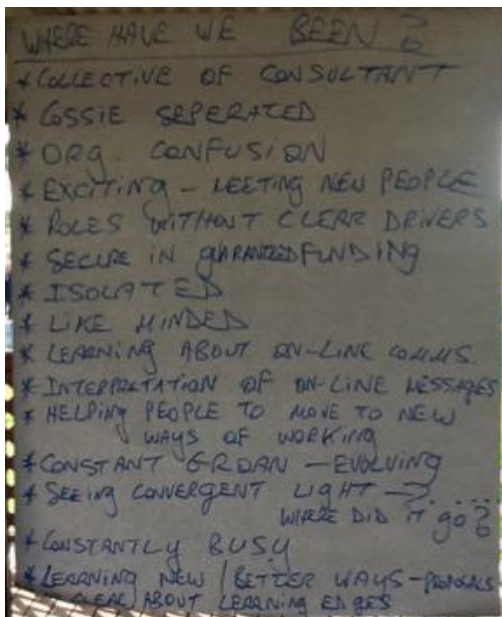 WHERE HAVE WE BEEN?
* COLLECTIVE OF CONSULTANT
* COSSIE SEPERATED
* ORG. CONFUSION
* EXCITING - MEETING NEW PEOPLE
* ROLES WITHOUT CLEAR DRIVERS
* SECURE IN FUNDING
* ISOLATED
* LIKE MINDED
* LEARNING ABOUT ON-LINE COMMS.
* INTERPRETATION OF ON-LINE MESSAGES
* HELPING PEOPLE TO MOVE TO NEW
WAYS OF WORKING
* CONSTANT GROAN - EVOLVING
* SEEING CONVERGENT LIGHT -?.....
WHERE DID IT go?
* CONSTANTLY BUSY
* LEARNING NEW / BETTER WAYS - PROPOSALS
CLEAR ABOUT LEARNING EDGES